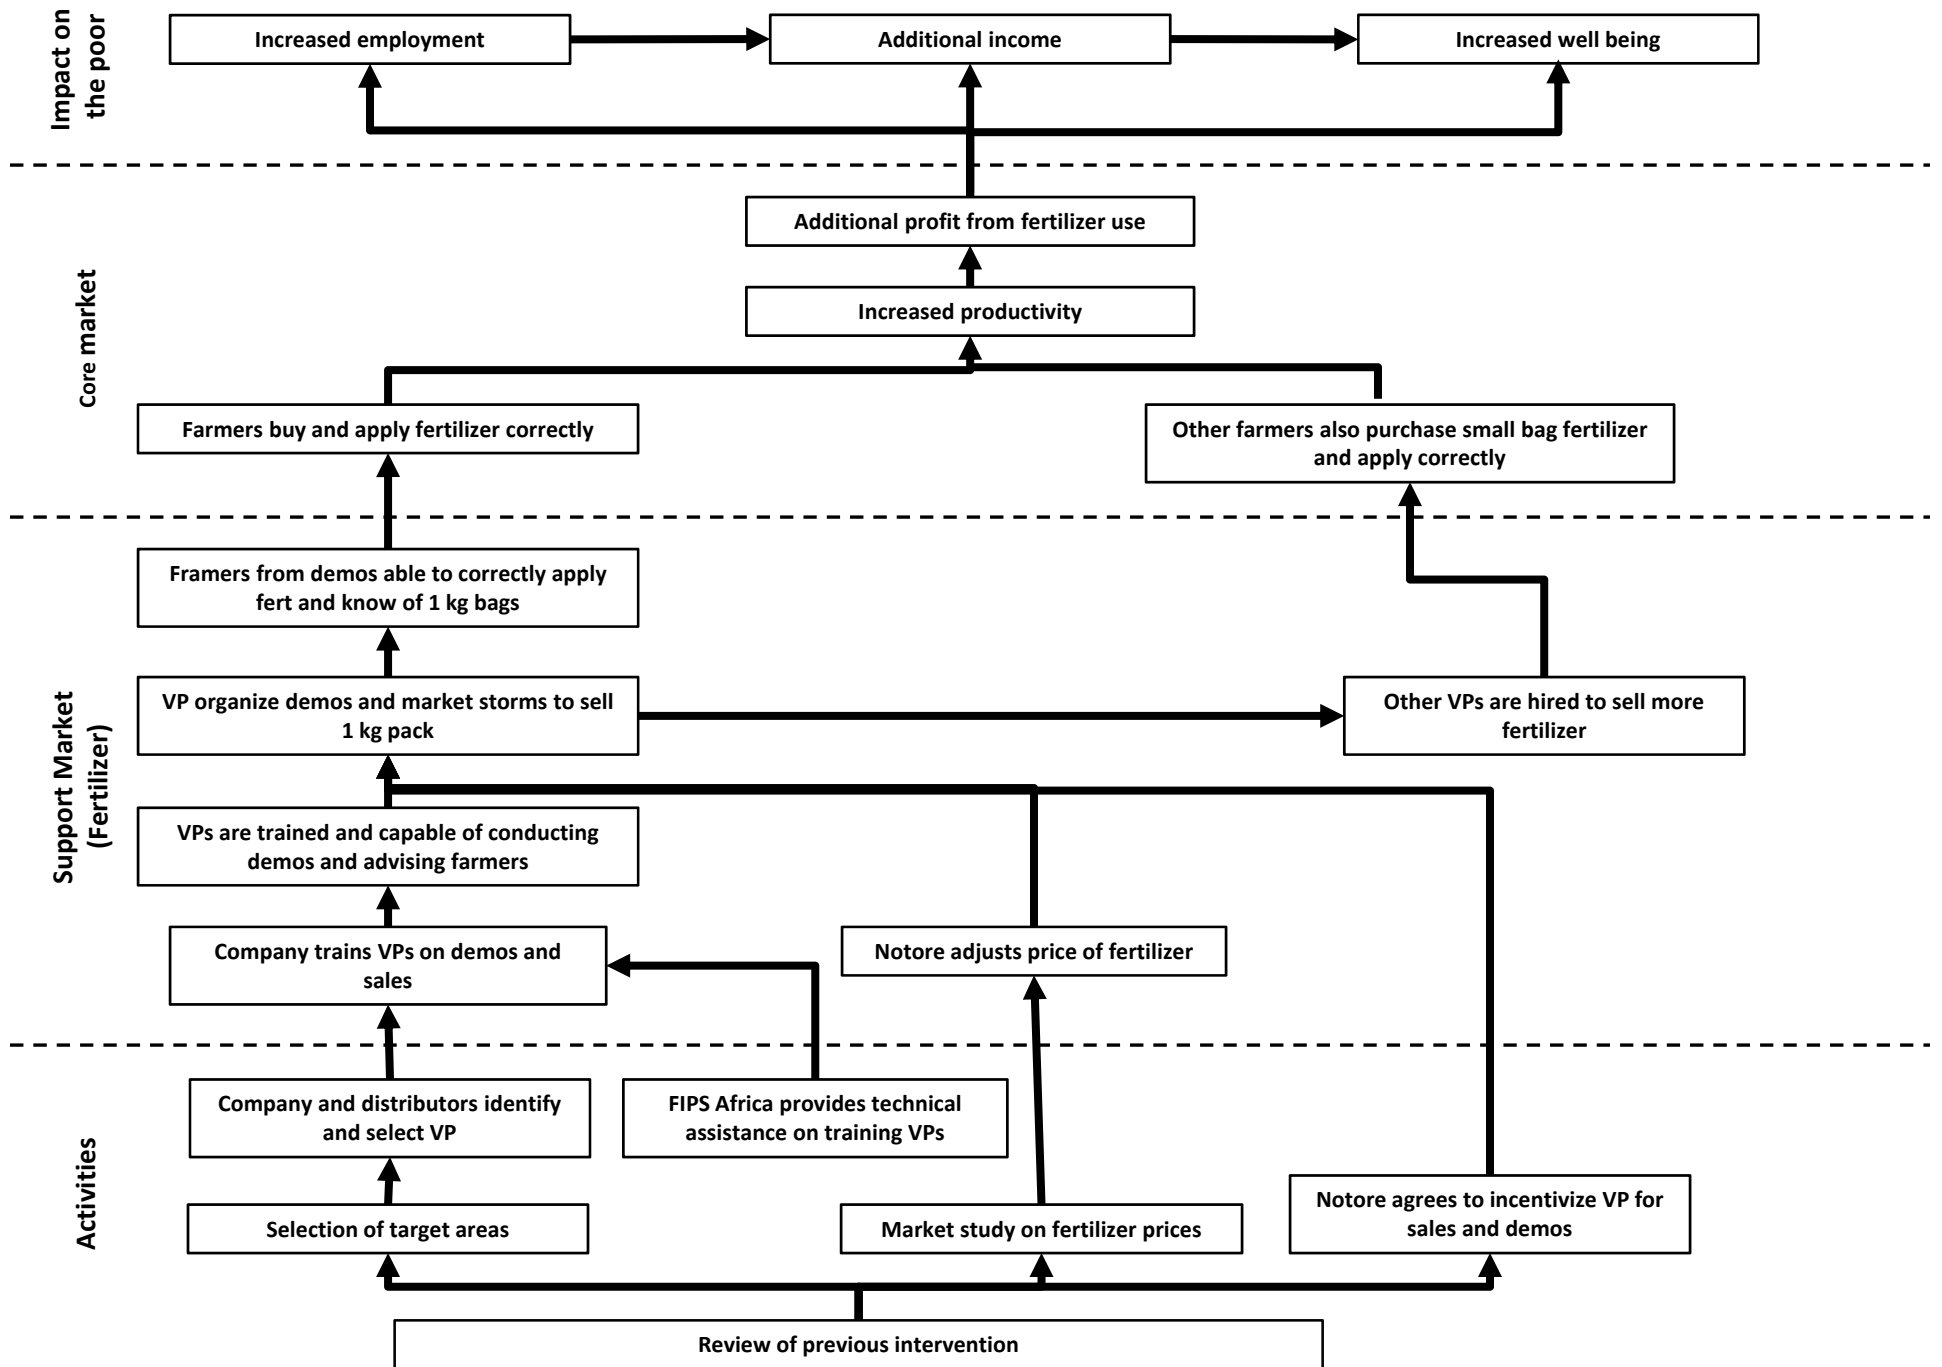 Impact on
the poor
Increased employment
Additional income
Increased well being
Core market
Additional profit from fertilizer use
Increased productivity
Farmers buy and apply fertilizer correctly
Other farmers also purchase small bag fertilizer
and apply correctly
Support Market
(Fertilizer)
Framers from demos able to correctly apply
fert and know of 1 kg bags
VP organize demos and market storms to sell
1 kg pack
Other VPs are hired to sell more
fertilizer
VPs are trained and capable of conducting
demos and advising farmers
Company trains VPs on demos and
sales
Notore adjusts price of fertilizer
Activities
Company and distributors identify
and select VP
FIPS Africa provides technical
assistance on training VPs
Selection of target areas
Market study on fertilizer prices
Notore agrees to incentivize VP for
sales and demos
Review of previous intervention